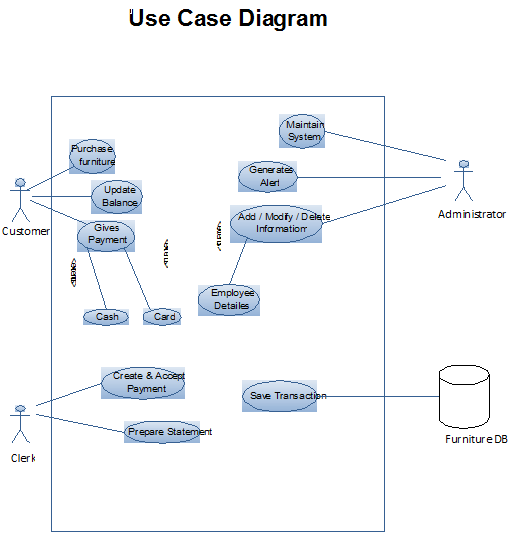 Use Case Diagram
Maintain
System
Purchase
furniture
Generates
Alert
Update
Balance
Customer
Administrator
Gives
Payment
Add / Modify / Delete
Information
Employee
Detailes
Cash
Card
Create & Accept
Payment
Save Transaction
Prepare Statement
Clerk
Furniture DB